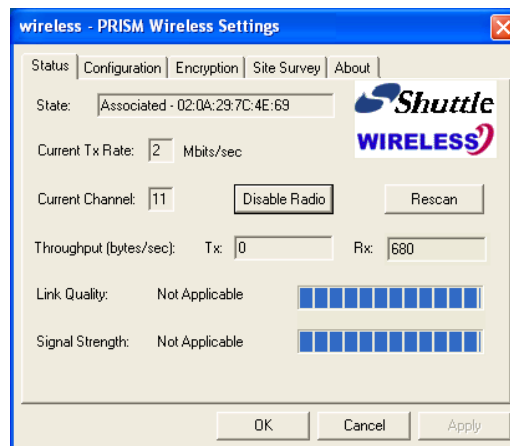 wireless - PRISM Wireless Settings
Status Configuration Encryption Site Survey About
State: Associated - 02:0A:29:7C:4E:69
Shuttle
WIRELESS
Current Tx Rate: 2 Mbits/sec
Current Channel: 11 Disable Radio Rescan
Throughput (bytes/sec): Tx: 0 Rx: 680
Link Quality: Not Applicable
Signal Strength: Not Applicable
OK Cancel Apply